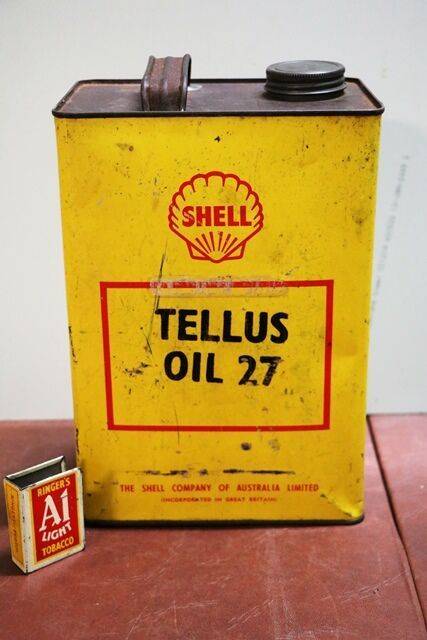 SHELL
TELLUS
OIL 27
THE SHELL COMPANY OF AUSTRALIA LIMITED
(INCORPORATED IN GREAT BRITAIN)
RINGER'S
A1
LIGHT
TOBACCO